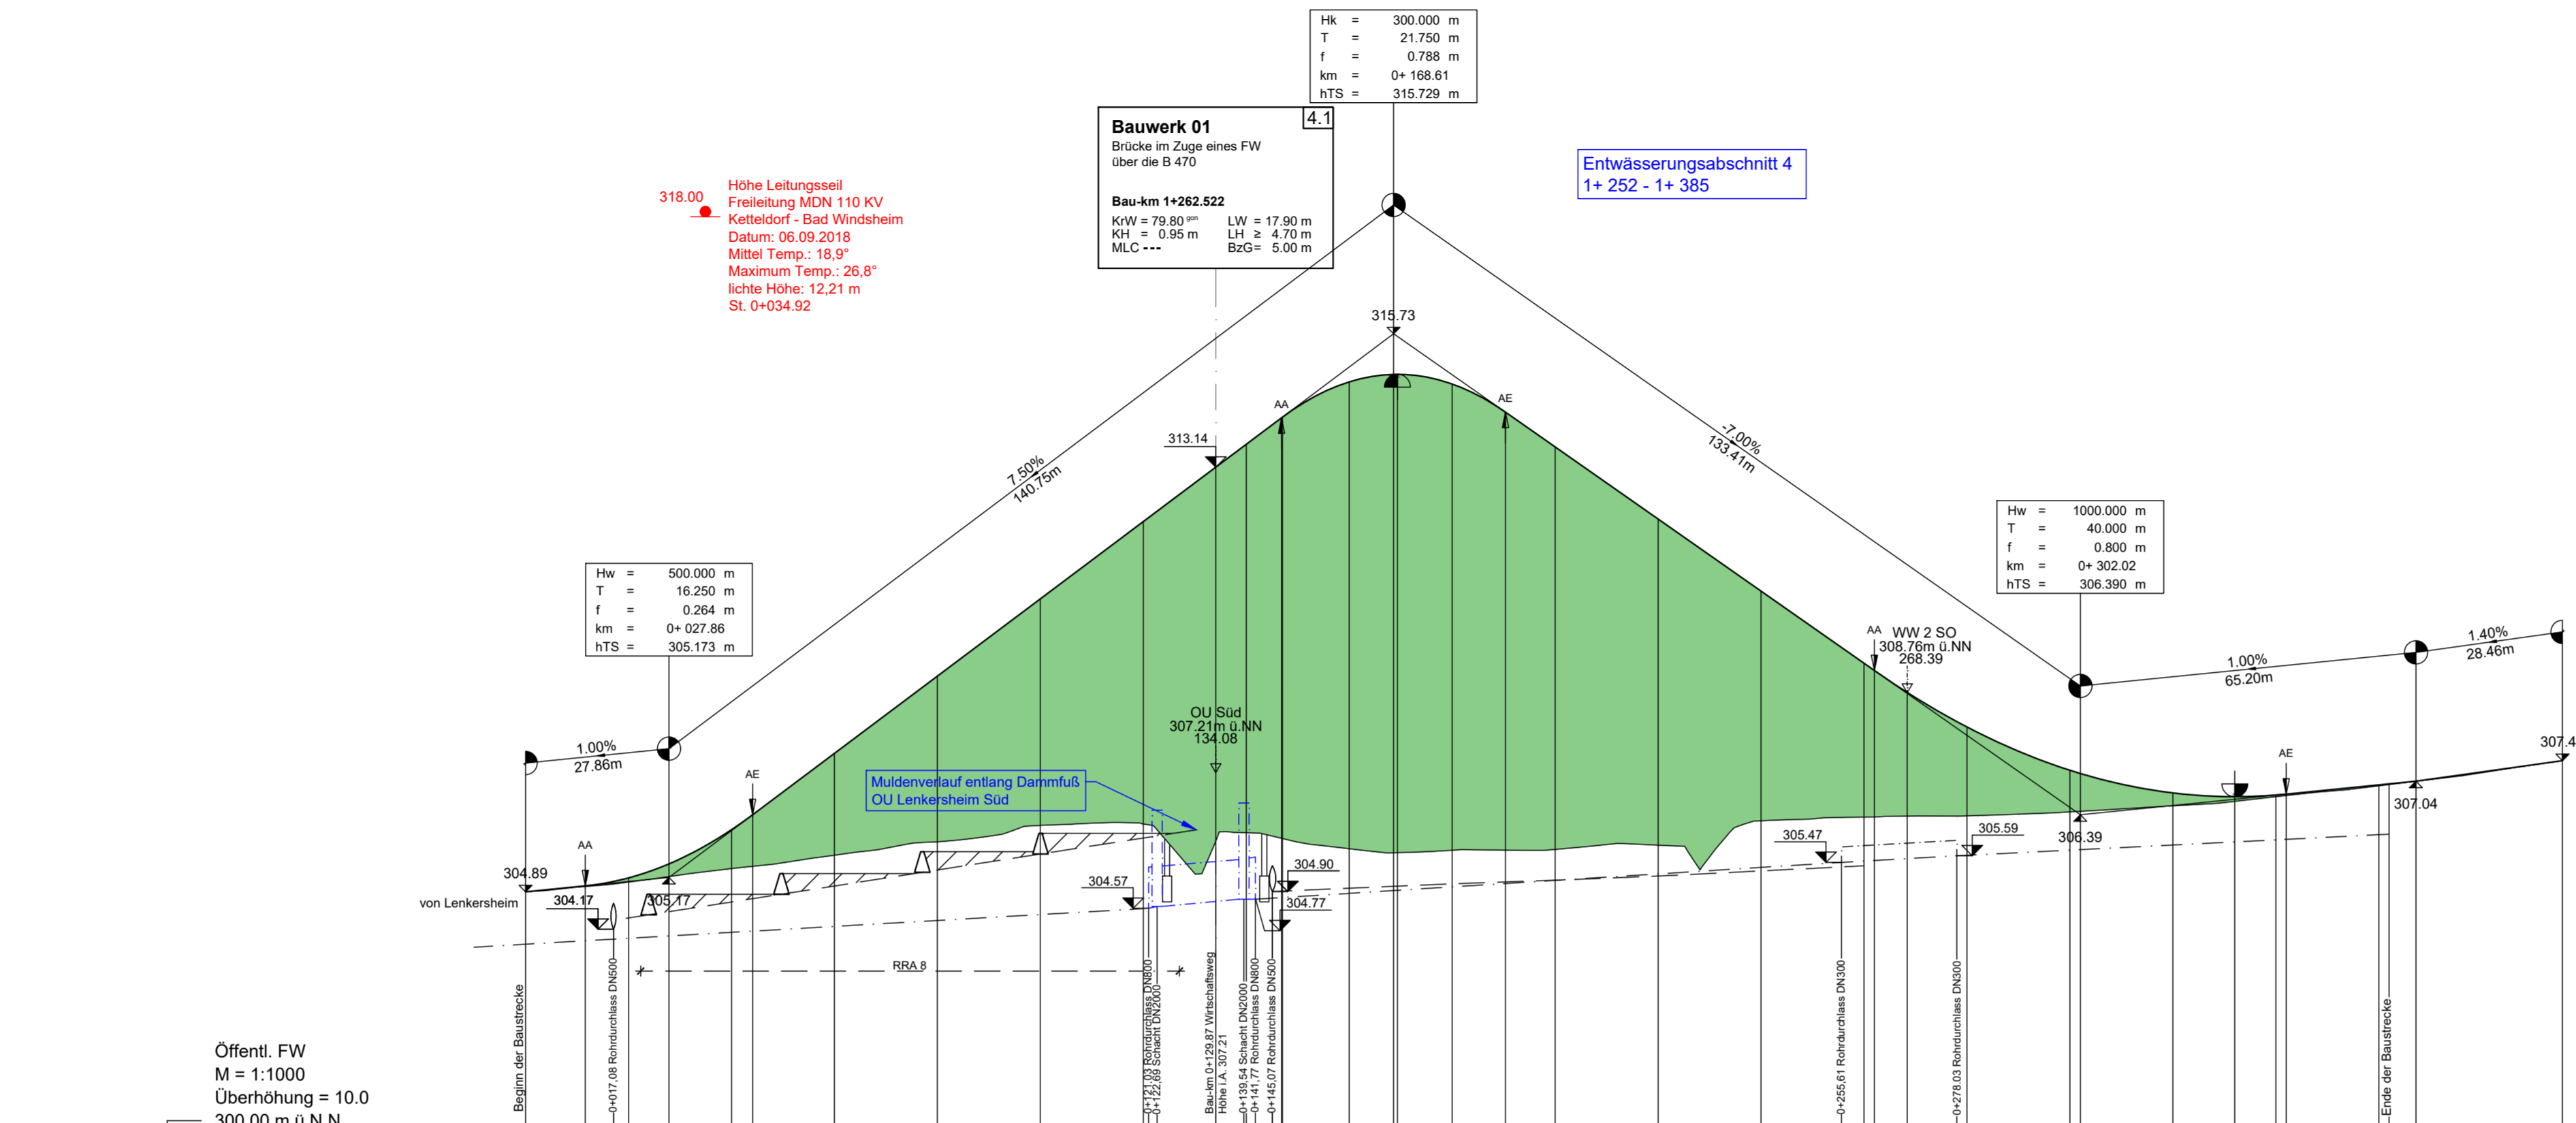 Hk = 300.000 m
T = 21.750 m
f = 0.788 m
km = 0+ 168.61
hTS = 315.729 m
4.1
Bauwerk 01
Brücke im Zuge eines FW
über die B 470
Bau-km 1+262.522
KrW = 79.80 gon LW = 17.90 m
KH = 0.95 m LH ≥ 4.70 m
MLC --- BzG= 5.00 m
Entwässerungsabschnitt 4
1+ 252 - 1+ 385
318.00
Höhe Leitungsseil
Freileitung MDN 110 KV
Ketteldorf - Bad Windsheim
Datum: 06.09.2018
Mittel Temp.: 18,9°
Maximum Temp.: 26,8°
lichte Höhe: 12,21 m
St. 0+034.92
315.73
AA
AE
313.14
7.50%
140.75m
-7.00%
133.41m
Hw = 1000.000 m
T = 40.000 m
f = 0.800 m
km = 0+ 302.02
hTS = 306.390 m
Hw = 500.000 m
T = 16.250 m
f = 0.264 m
km = 0+ 027.86
hTS = 305.173 m
AA
WW 2 SO
308.76m ü.NN
268.39
1.00%
65.20m
1.40%
28.46m
OU Süd
307.21m ü.NN
134.08
1.00%
27.86m
AE
AE
307.4
Muldenverlauf entlang Dammfuß
OU Lenkersheim Süd
307.04
306.39
305.47
305.59
AA
304.89
von Lenkersheim
304.17
305.17
304.57
304.90
304.77
RRA 8
Beginn der Baustrecke
0+017,08 Rohrdurchlass DN500
0+121,03 Rohrdurchlass DN800
0+122,69 Schacht DN2000
Bau-km 0+129.87 Wirtschaftsweg
Höhe i.A. 307.21
0+139,54 Schacht DN2000
0+141,77 Rohrdurchlass DN800
0+145,07 Rohrdurchlass DN500
0+255,61 Rohrdurchlass DN300
0+278.03 Rohrdurchlass DN300
Ende der Baustrecke
Öffentl. FW
M = 1:1000
Überhöhung = 10.0
300.00 m ü.N.N.